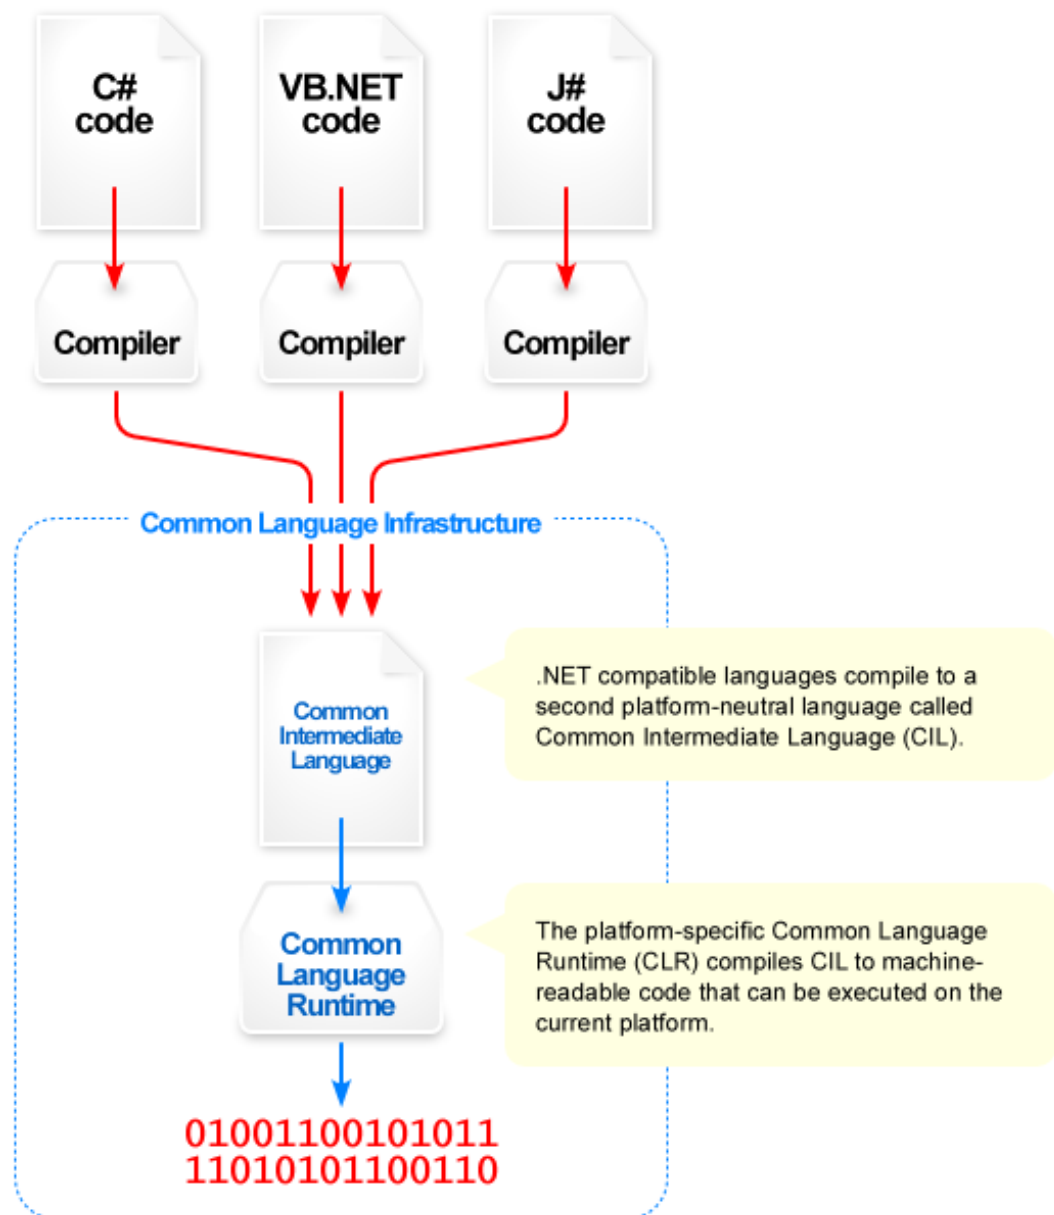 C#
code
VB.NET
code
J#
code
Compiler
Compiler
Compiler
Common Language Infrastructure
Common
Intermediate
Language
.NET compatible languages compile to a
second platform-neutral language called
Common Intermediate Language (CIL).
Common
Language
Runtime
The platform-specific Common Language
Runtime (CLR) compiles CIL to machine-
readable code that can be executed on the
current platform.
01001100101011
11010101100110